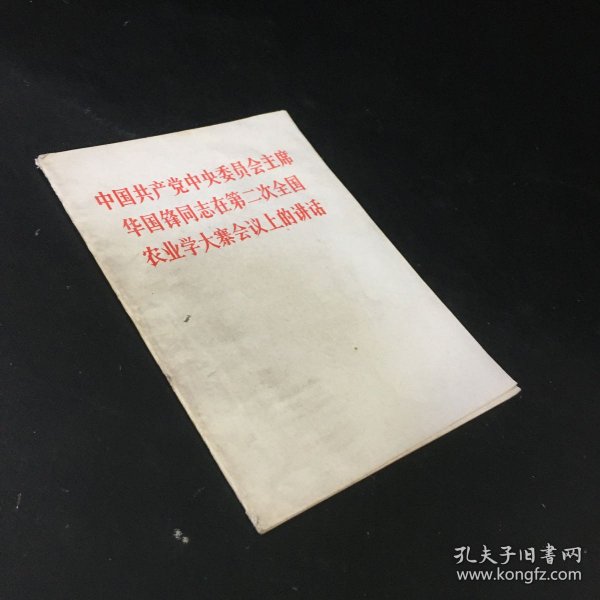 中国共产党中央委员会主席
华国锋同志在第二次全国
农业学大寨会议上的讲话
孔夫子旧书网
www.kongfz.com